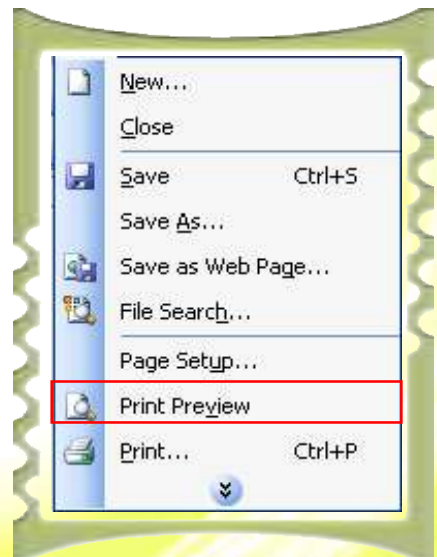 New...
Close
Save Ctrl+S
Save As...
Save as Web Page...
File Search...
Page Setup...
Print Preview
Print... Ctrl+P